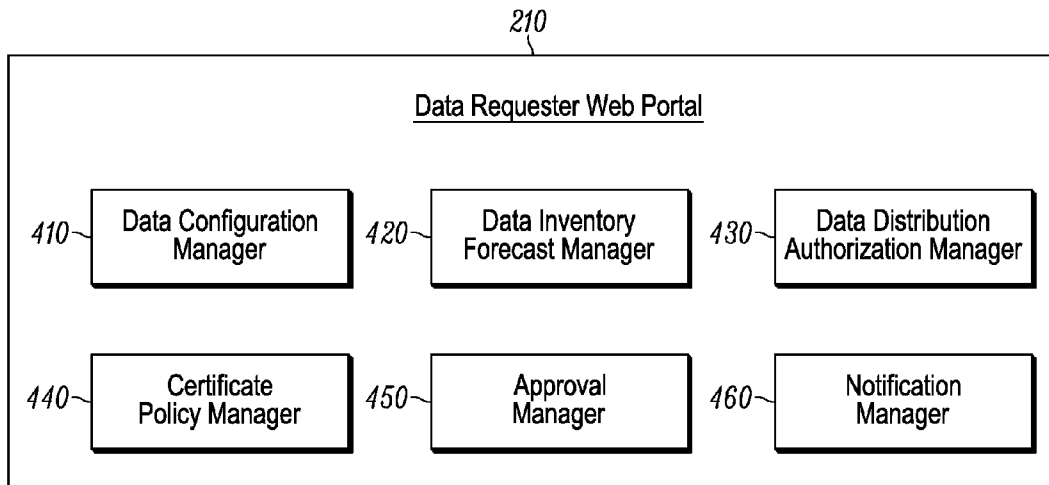 210
Data Requester Web Portal
410
Data Configuration
Manager
420
Data Inventory
Forecast Manager
430
Data Distribution
Authorization Manager
440
Certificate
Policy Manager
450
Approval
Manager
460
Notification
Manager